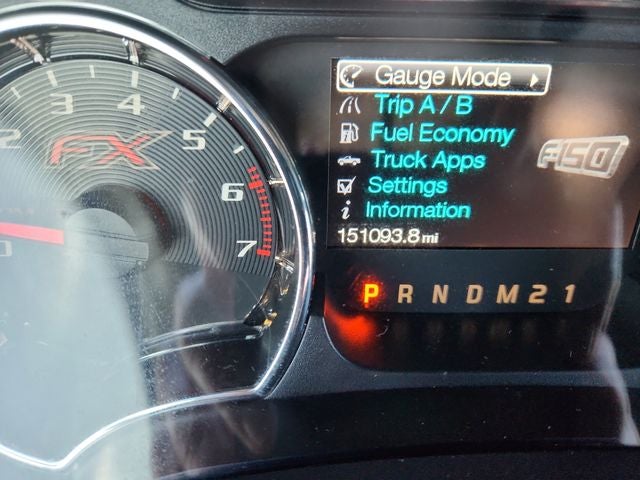 Gauge Mode
Trip A / B
Fuel Economy
Truck Apps
Settings
i Information
151093.8 mi
F150
P R N D M 2 1
0 2 3 4 5 6 7
FX